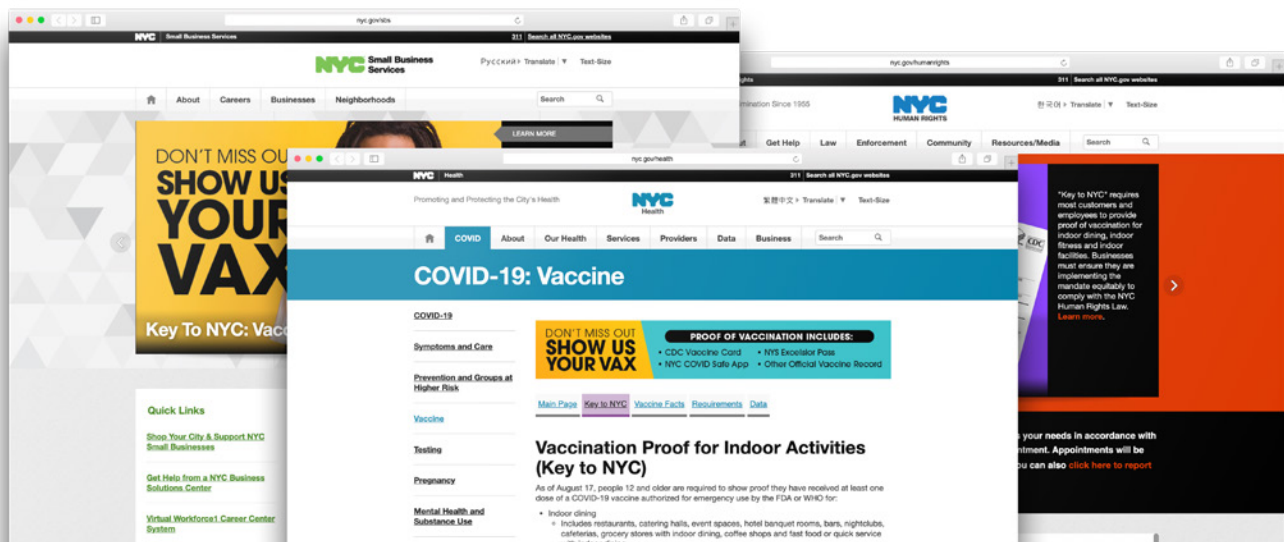 nyc.gov/sbs
NYC Small Business Services
311 Search all NYC.gov websites
NYC Small Business
Services
Русский Translate ▼ Text-Size
About Careers Businesses Neighborhoods
Search
LEARN MORE
DON'T MISS OU
SHOW US
YOUR
VAX
Key To NYC: Vacc
Quick Links
Shop Your City & Support NYC
Small Businesses
Get Help from a NYC Business
Solutions Center
Virtual Workforce1 Career Center
System
nyc.gov/health
NYC Health
311 Search all NYC.gov websites
Promoting and Protecting the City's Health
NYC
Health
繁體中文 Translate ▼ Text-Size
COVID About Our Health Services Providers Data Business Search
COVID-19: Vaccine
COVID-19
Symptoms and Care
Prevention and Groups at
Higher Risk
Vaccine
Testing
Pregnancy
Mental Health and
Substance Use
DON'T MISS OUT
SHOW US
YOUR VAX
PROOF OF VACCINATION INCLUDES:
• CDC Vaccine Card • NYS Excelsior Pass
• NYC COVID Safe App • Other Official Vaccine Record
Main Page Key to NYC Vaccine Facts Requirements Data
Vaccination Proof for Indoor Activities
(Key to NYC)
As of August 17, people 12 and older are required to show proof they have received at least one
dose of a COVID-19 vaccine authorized for emergency use by the FDA or WHO for:
• Indoor dining
Includes restaurants, catering halls, event spaces, hotel banquet rooms, bars, nightclubs,
cafeterias, grocery stores with indoor dining, coffee shops and fast food or quick service
nyc.gov/humanrights
ights
311 Search all NYC.gov websites
mination Since 1955
NYC
HUMAN RIGHTS
한국어 Translate ▼ Text-Size
ut Get Help Law Enforcement Community Resources/Media Search
CDC
"Key to NYC" requires
most customers and
employees to provide
proof of vaccination for
indoor dining, indoor
fitness and indoor
facilities. Businesses
must ensure they are
implementing the
mandate equitably to
comply with the NYC
Human Rights Law.
Learn more.
s your needs in accordance with
ntment. Appointments will be
ou can also click here to report